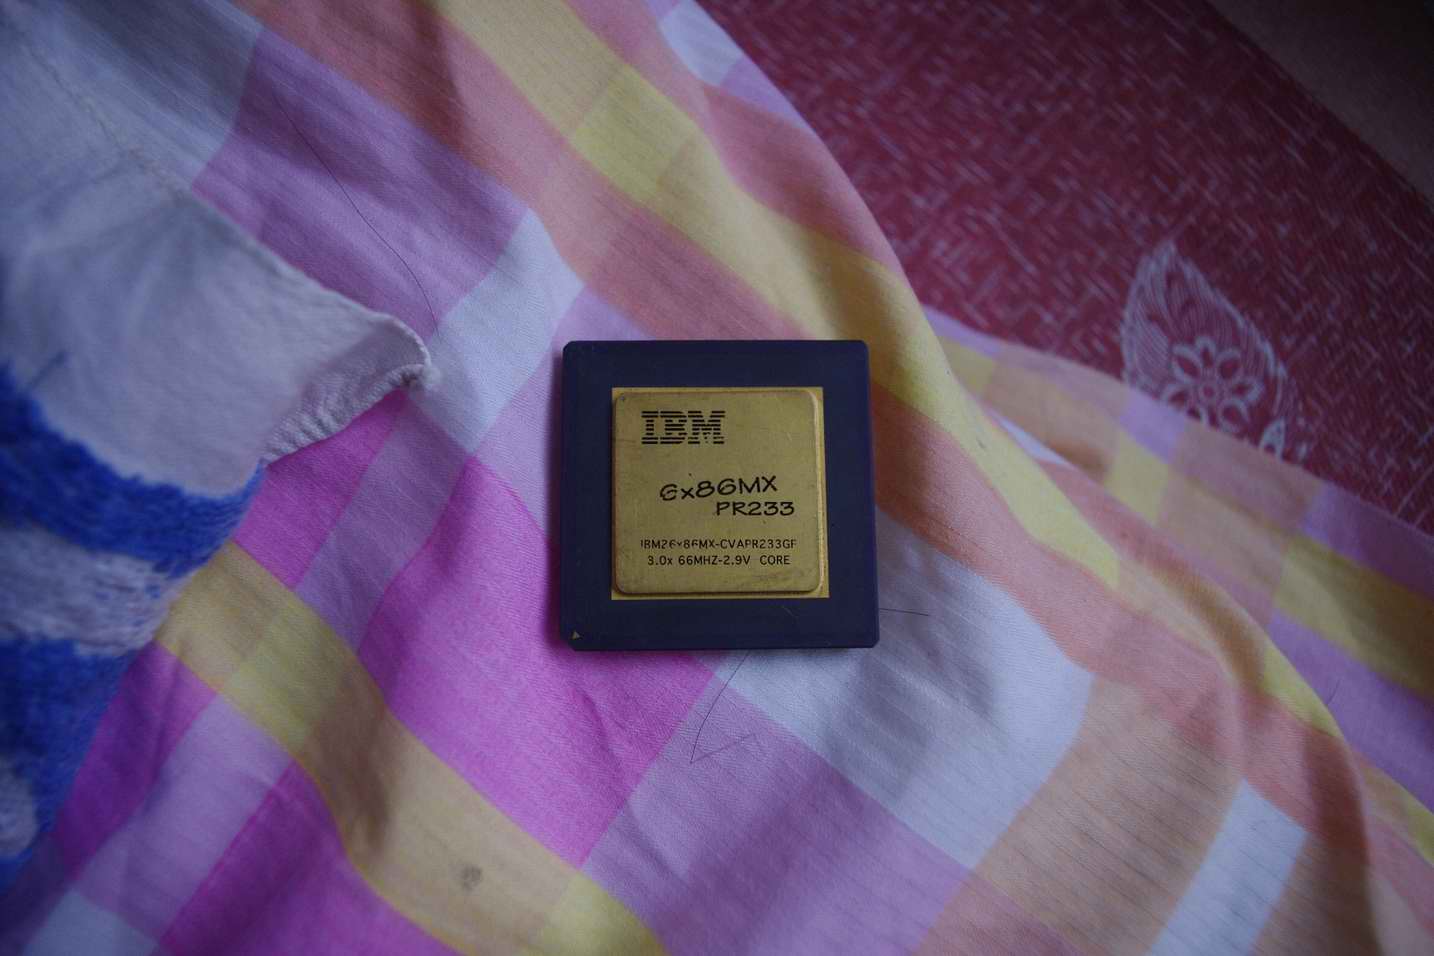 IBM
6x86MX
PR233
IBM26x86MX-CVAPR233GF
3.0x 66MHZ-2.9V CORE